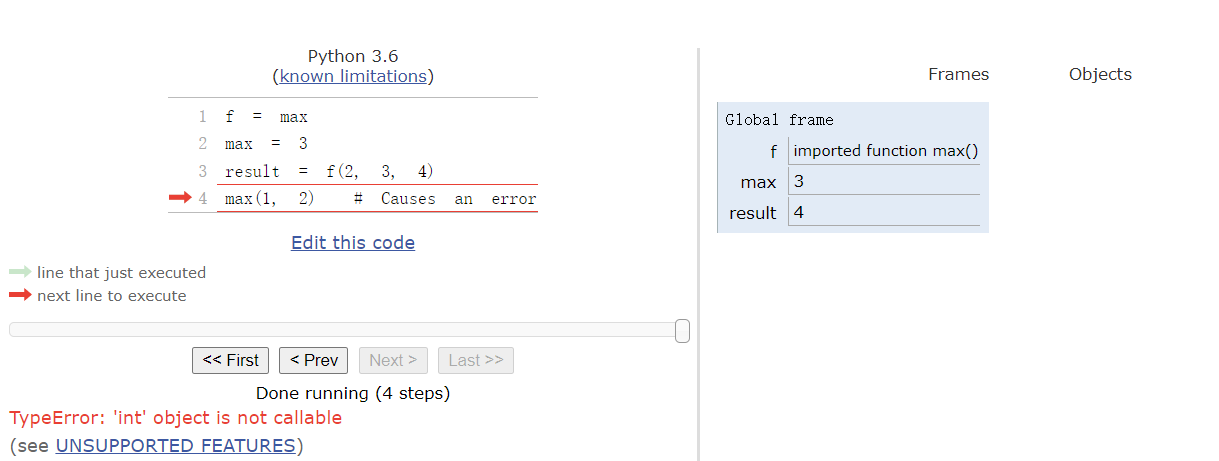 Python 3.6
(known limitations)
1 f = max
2 max = 3
3 result = f(2, 3, 4)
4 max(1, 2) # Causes an error
Edit this code
line that just executed
next line to execute
<< First < Prev Next > Last >>
Done running (4 steps)
TypeError: 'int' object is not callable
(see UNSUPPORTED FEATURES)
Frames Objects
Global frame
f imported function max()
max 3
result 4